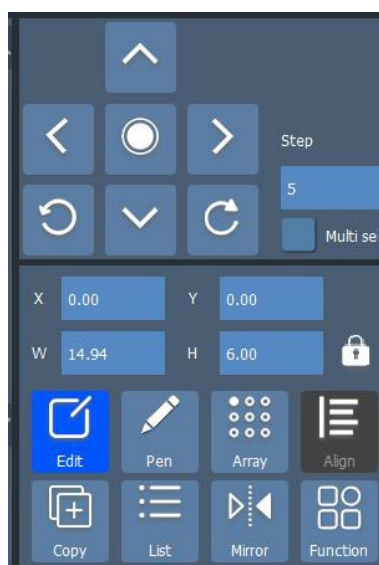 Step
5
Multi se
X 0.00 Y 0.00
W 14.94 H 6.00
Edit Pen Array Align
Copy List Mirror Function